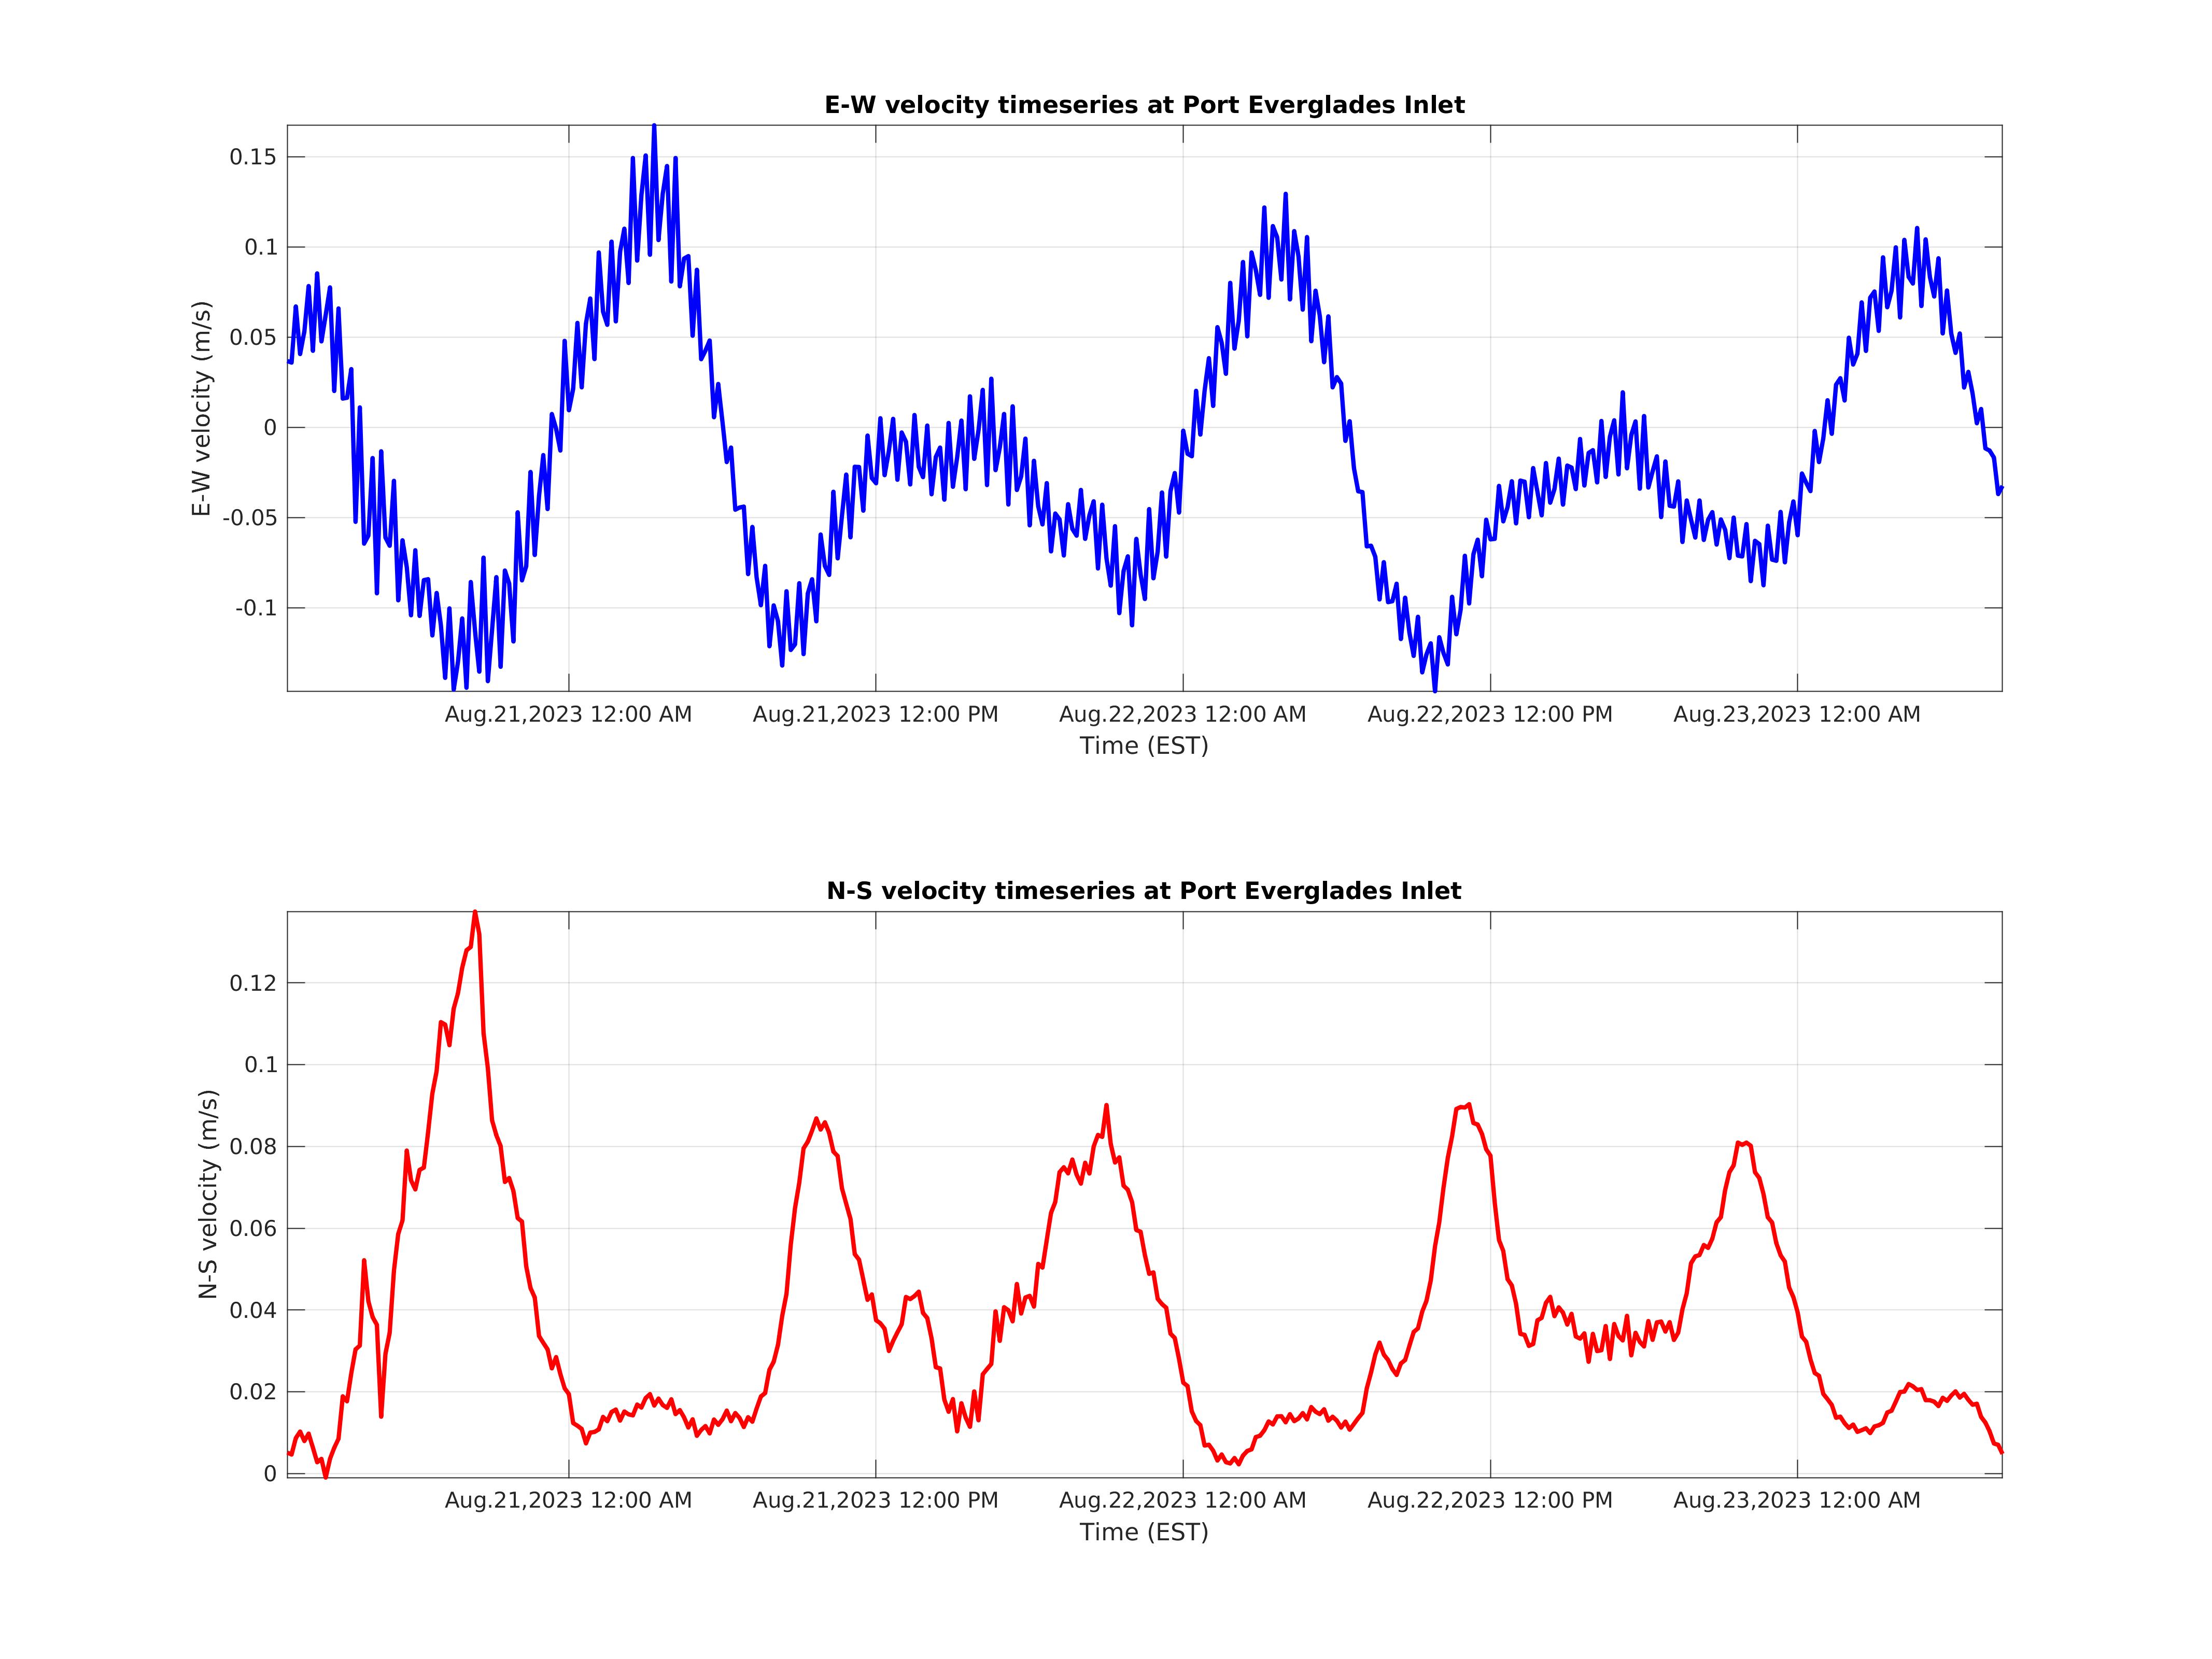 E-W velocity timeseries at Port Everglades Inlet
0.15
0.1
0.05
0
-0.05
-0.1
E-W velocity (m/s)
Aug.21,2023 12:00 AM
Aug.21,2023 12:00 PM
Aug.22,2023 12:00 AM
Aug.22,2023 12:00 PM
Aug.23,2023 12:00 AM
Time (EST)
N-S velocity timeseries at Port Everglades Inlet
0.12
0.1
0.08
0.06
0.04
0.02
0
N-S velocity (m/s)
Aug.21,2023 12:00 AM
Aug.21,2023 12:00 PM
Aug.22,2023 12:00 AM
Aug.22,2023 12:00 PM
Aug.23,2023 12:00 AM
Time (EST)